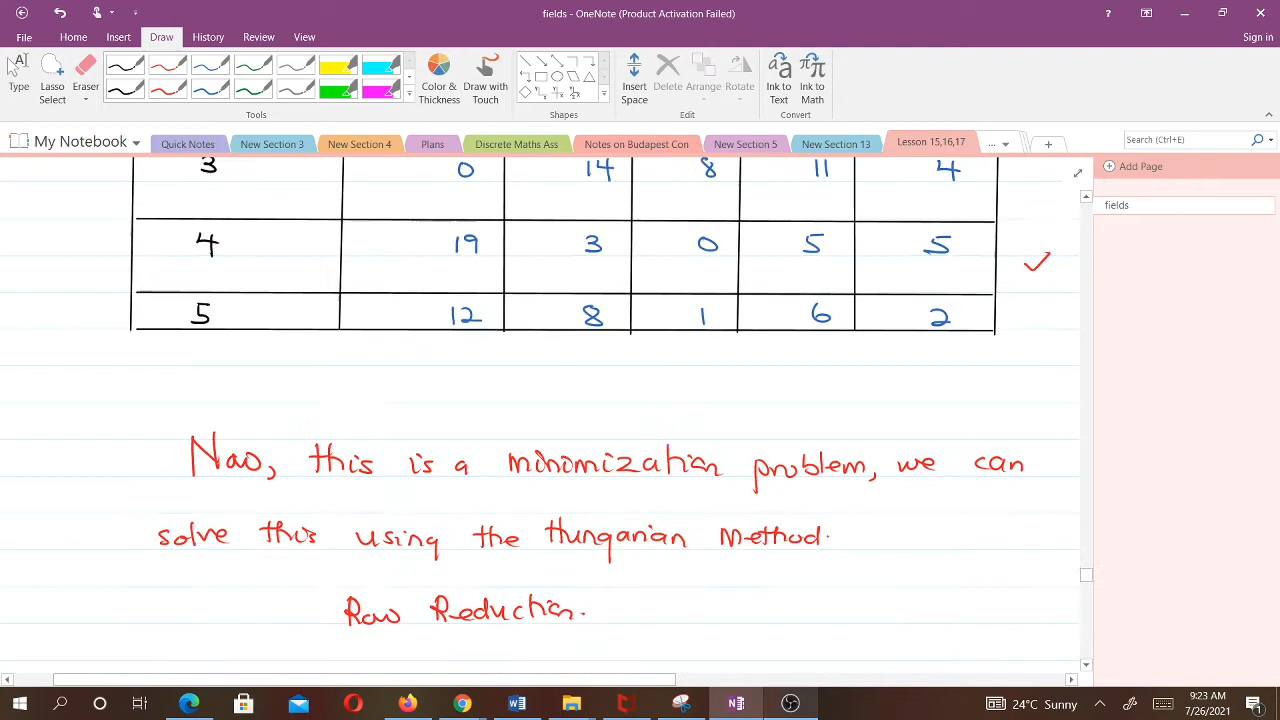 fields - OneNote (Product Activation Failed)
File Home Insert Draw History Review View
Type Lasso Select Eraser Color & Thickness Draw with Touch Insert Space Delete Arrange Rotate Ink to Text Ink to Math
Tools Shapes Edit Convert
My Notebook Quick Notes New Section 3 New Section 4 Plans Discrete Maths Ass Notes on Budapest Con New Section 5 New Section 13 Lesson 15,16,17 ... Search (Ctrl+E)
Add Page
fields
3 0 14 8 11 4
4 19 3 0 5 5
5 12 8 1 6 2
Now, this is a minimization problem, we can
solve this using the Hungarian Method.
Row Reduction.
24°C Sunny 9:23 AM
7/26/2021